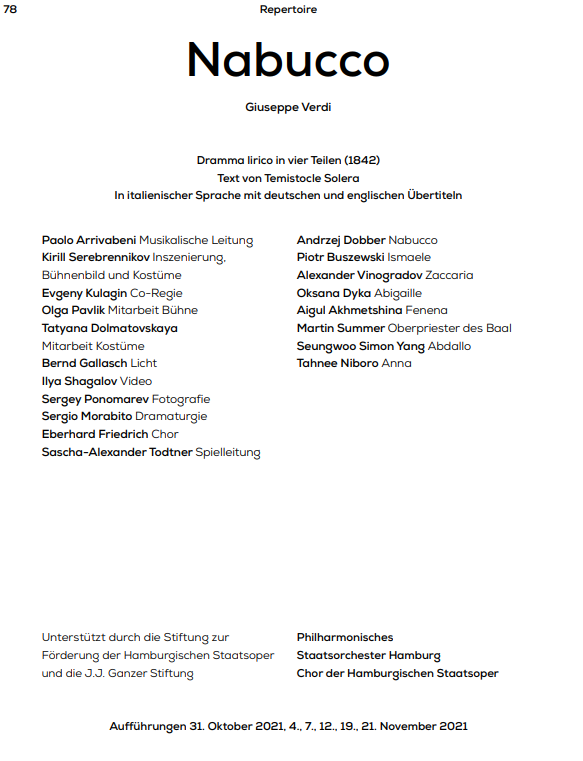 78
Repertoire
Nabucco
Giuseppe Verdi
Dramma lirico in vier Teilen (1842)
Text von Temistocle Solera
In italienischer Sprache mit deutschen und englischen Übertiteln
Paolo Arrivabeni Musikalische Leitung
Kirill Serebrennikov Inszenierung,
Bühnenbild und Kostüme
Evgeny Kulagin Co-Regie
Olga Pavlik Mitarbeit Bühne
Tatyana Dolmatovskaya
Mitarbeit Kostüme
Bernd Gallasch Licht
Ilya Shagalov Video
Sergey Ponomarev Fotografie
Sergio Morabito Dramaturgie
Eberhard Friedrich Chor
Sascha-Alexander Todtner Spielleitung
Andrzej Dobber Nabucco
Piotr Buszewski Ismaele
Alexander Vinogradov Zaccaria
Oksana Dyka Abigaille
Aigul Akhmetshina Fenena
Martin Summer Oberpriester des Baal
Seungwoo Simon Yang Abdallo
Tahnee Niboro Anna
Unterstützt durch die Stiftung zur
Förderung der Hamburgischen Staatsoper
und die J.J. Ganzer Stiftung
Philharmonisches
Staatsorchester Hamburg
Chor der Hamburgischen Staatsoper
Aufführungen 31. Oktober 2021, 4., 7., 12., 19., 21. November 2021